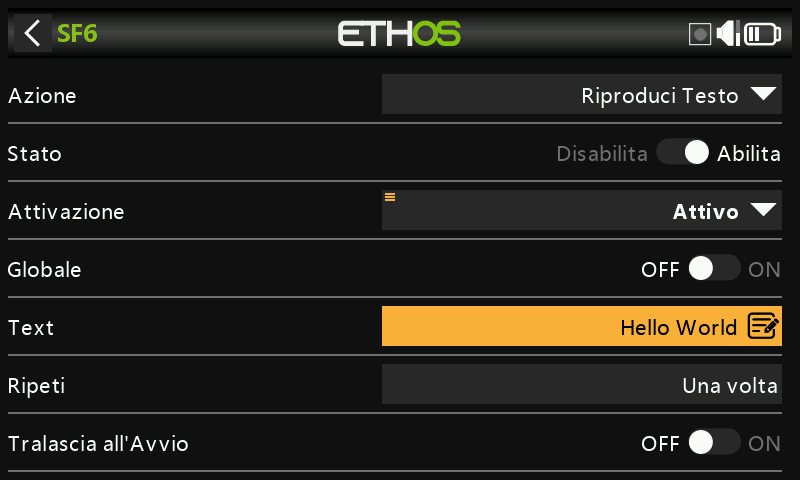 SF6 ETHOS
Azione Riproduci Testo
Stato Disabilita Abilita
Attivazione Attivo
Globale OFF ON
Text Hello World
Ripeti Una volta
Tralascia all'Avvio OFF ON